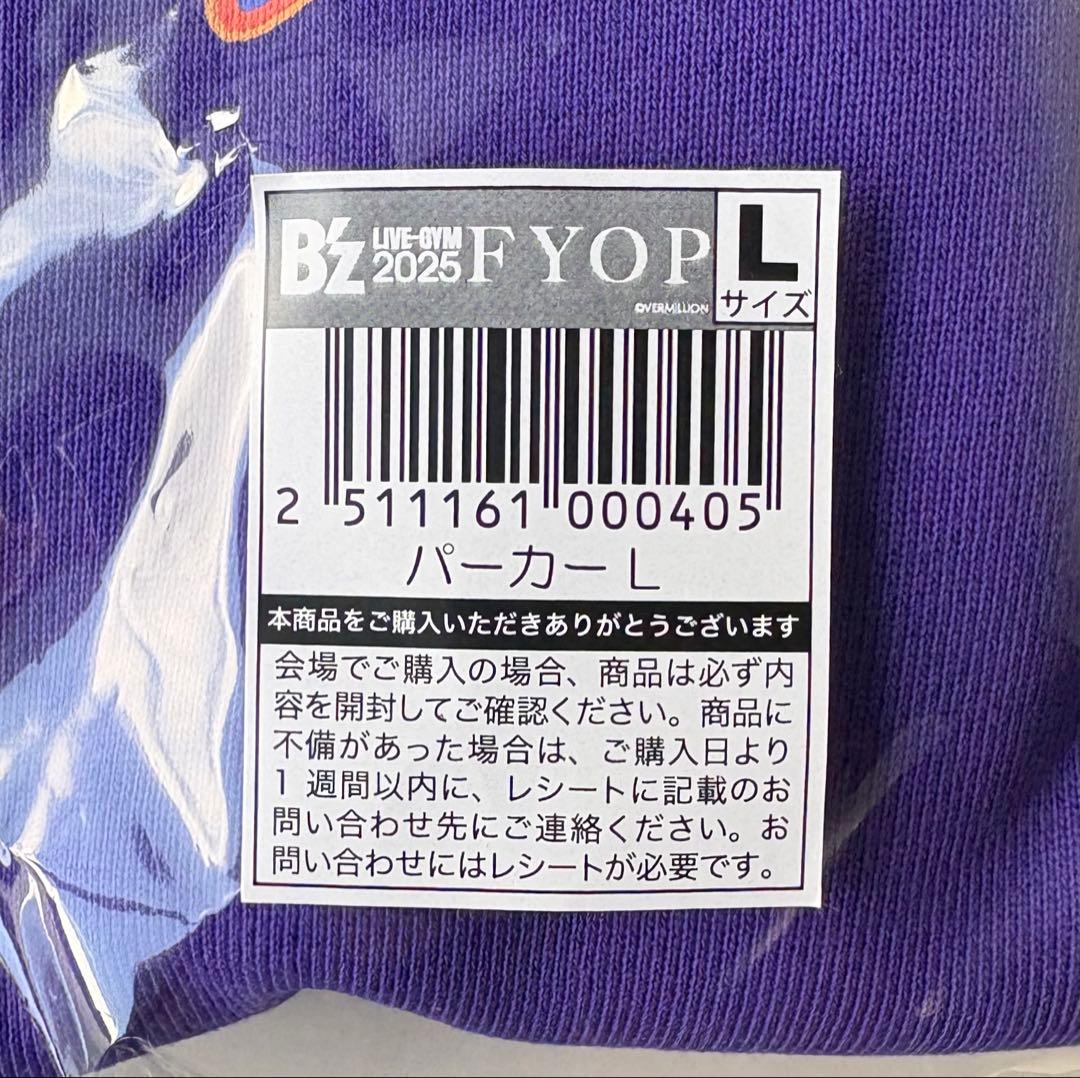 B'z LIVE-GYM 2025 FYOP L
サイズ
©VERMILLION
2 511161 000405
パーカー L
本商品をご購入いただきありがとうございます
会場でご購入の場合、商品は必ず内
容を開封してご確認ください。商品に
不備があった場合は、ご購入日より
1 週間以内に、レシートに記載のお
問い合わせ先にご連絡ください。お
問い合わせにはレシートが必要です。